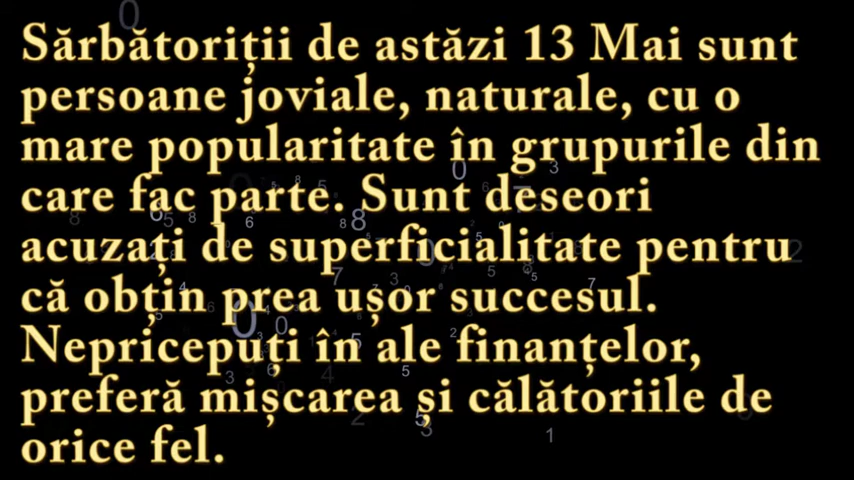 Sărbătoriții de astăzi 13 Mai sunt
persoane joviale, naturale, cu o
mare popularitate în grupurile din
care fac parte. Sunt deseori
acuzați de superficialitate pentru
că obțin prea ușor succesul.
Nepricepuți în ale finanțelor,
preferă mișcarea și călătoriile de
orice fel.